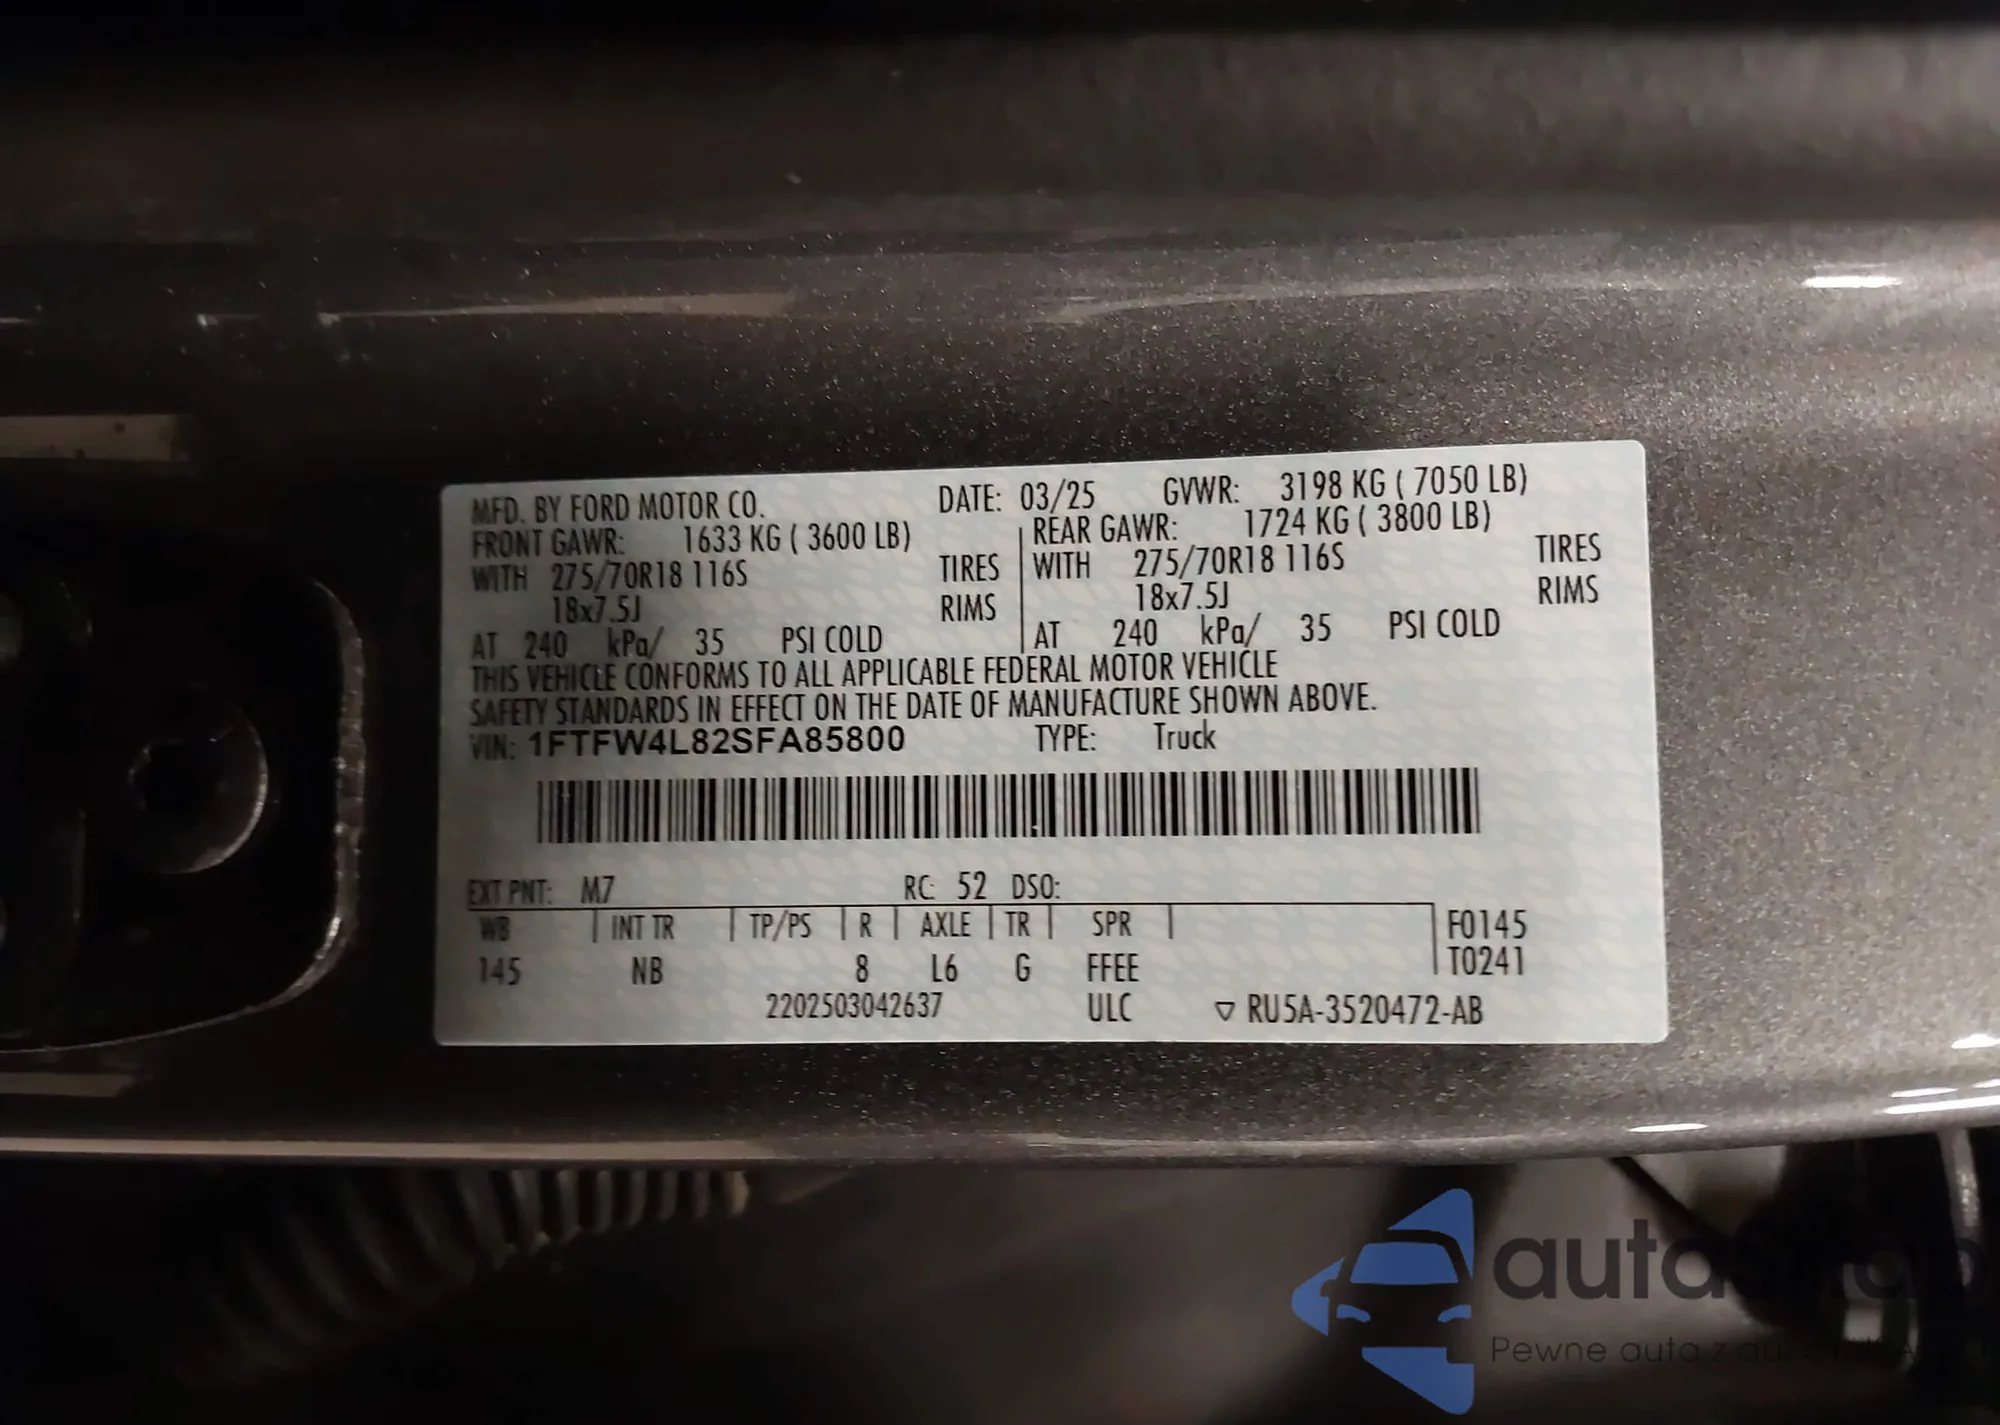 MFD. BY FORD MOTOR CO. DATE: 03/25 GVWR: 3198 KG ( 7050 LB)
FRONT GAWR: 1633 KG ( 3600 LB) REAR GAWR: 1724 KG ( 3800 LB)
WITH 275/70R18 116S TIRES WITH 275/70R18 116S TIRES
18x7.5J RIMS 18x7.5J RIMS
AT 240 kPa/ 35 PSI COLD AT 240 kPa/ 35 PSI COLD
THIS VEHICLE CONFORMS TO ALL APPLICABLE FEDERAL MOTOR VEHICLE
SAFETY STANDARDS IN EFFECT ON THE DATE OF MANUFACTURE SHOWN ABOVE.
VIN: 1FTFW4L82SFA85800 TYPE: Truck
EXT PNT: M7 RC: 52 DSO:
WB INT TR TP/PS R AXLE TR SPR F0145
145 NB 8 L6 G FFEE T0241
2202503042637 ULC ▽ RU5A-3520472-AB
Pewne auta z